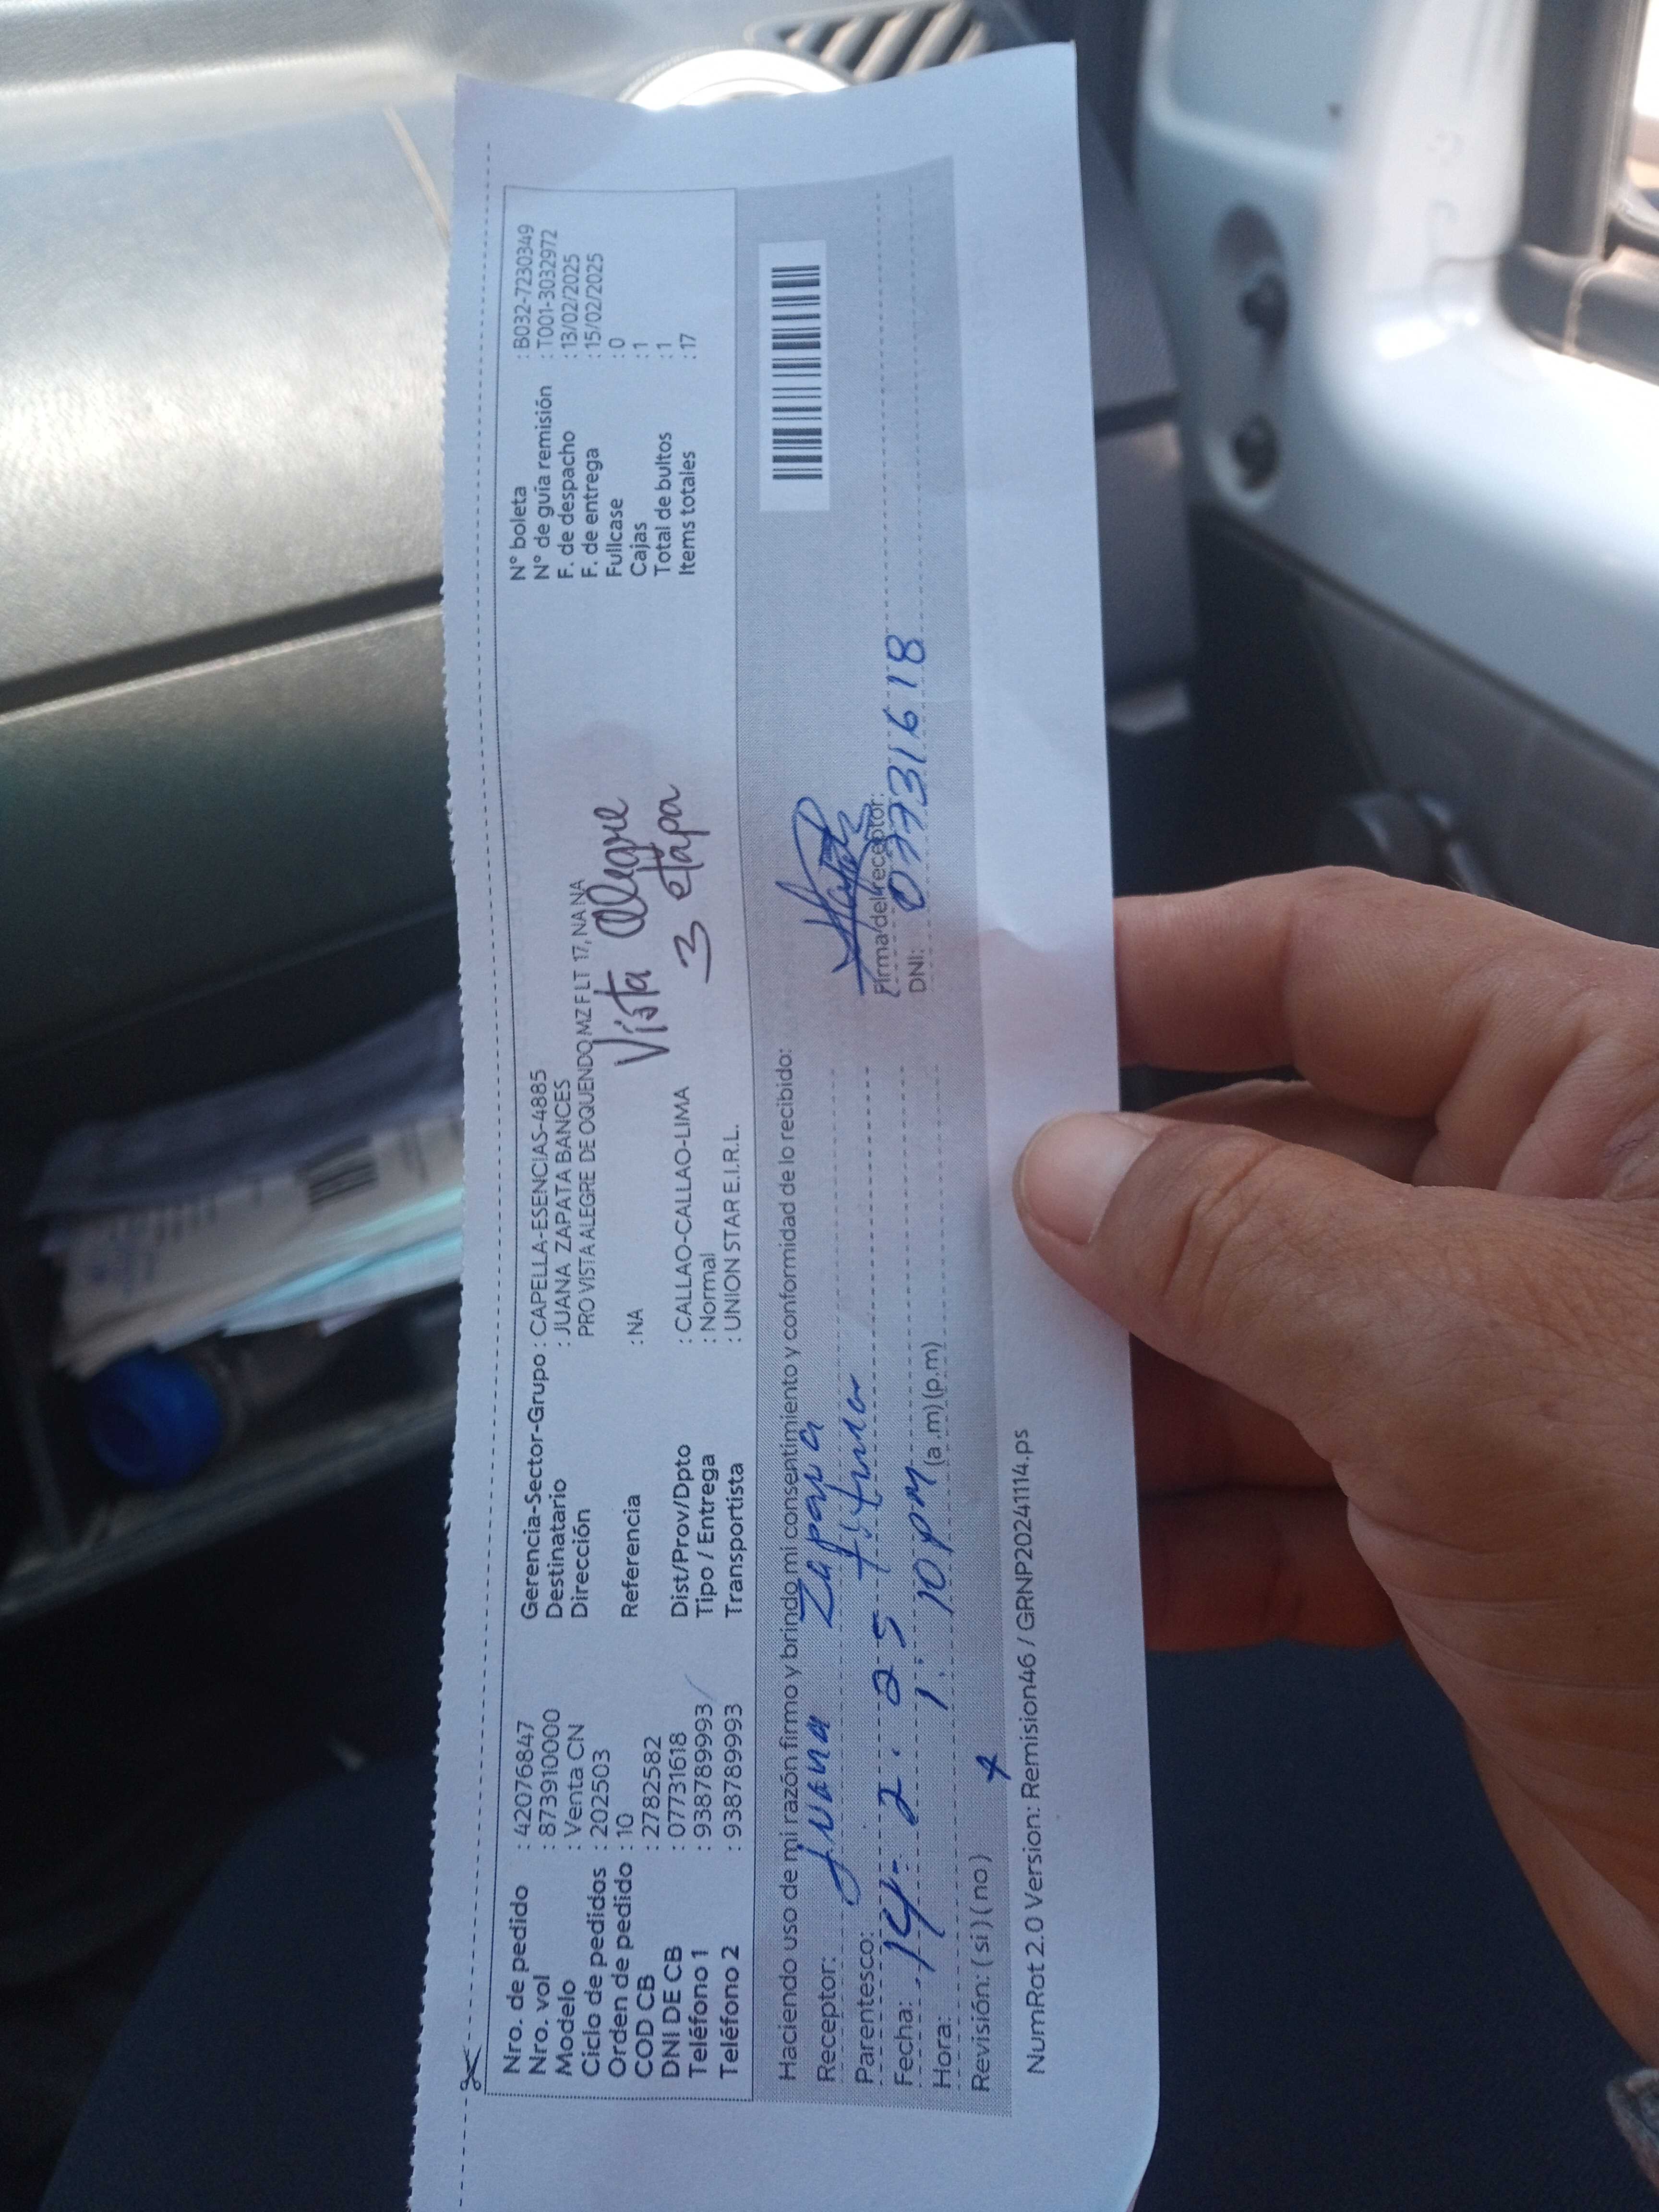 Nro. de pedido : 42076847
Nro. vol : 873910000
Modelo : Venta CN
Ciclo de pedidos : 202503
Orden de pedido : 10
COD CB : 2782582
DNI DE CB : 07731618
Teléfono 1 : 938789993
Teléfono 2 : 938789993
Gerencia-Sector-Grupo : CAPELLA-ESENCIAS-4885
Destinatario : JUANA ZAPATA BANCES
Dirección PRO VISTA ALEGRE DE OQUENDO MZ F LT 17, NA NA
Referencia : NA
Vista Alegre
3 etapa
Dist/Prov/Dpto : CALLAO-CALLAO-LIMA
Tipo / Entrega : Normal
Transportista : UNION STAR E.I.R.L.
N° boleta : B032-7230349
N° de guía remisión : T001-3032972
F. de despacho : 13/02/2025
F. de entrega : 15/02/2025
Fullcase : 0
Cajas : 1
Total de bultos : 1
Items totales : 17
Haciendo uso de mi razón firmo y brindo mi consentimiento y conformidad de lo recibido:
Receptor: Juana Zapata
Parentesco: titular
Fecha: 14- 2. 25
Hora: 1:10 pm (a.m) (p.m)
Revisión: ( si ) ( no ) x
Firma del receptor:
DNI: 07731618
NumRot 2.0 Version: Remision46 / GRNP20241114.ps